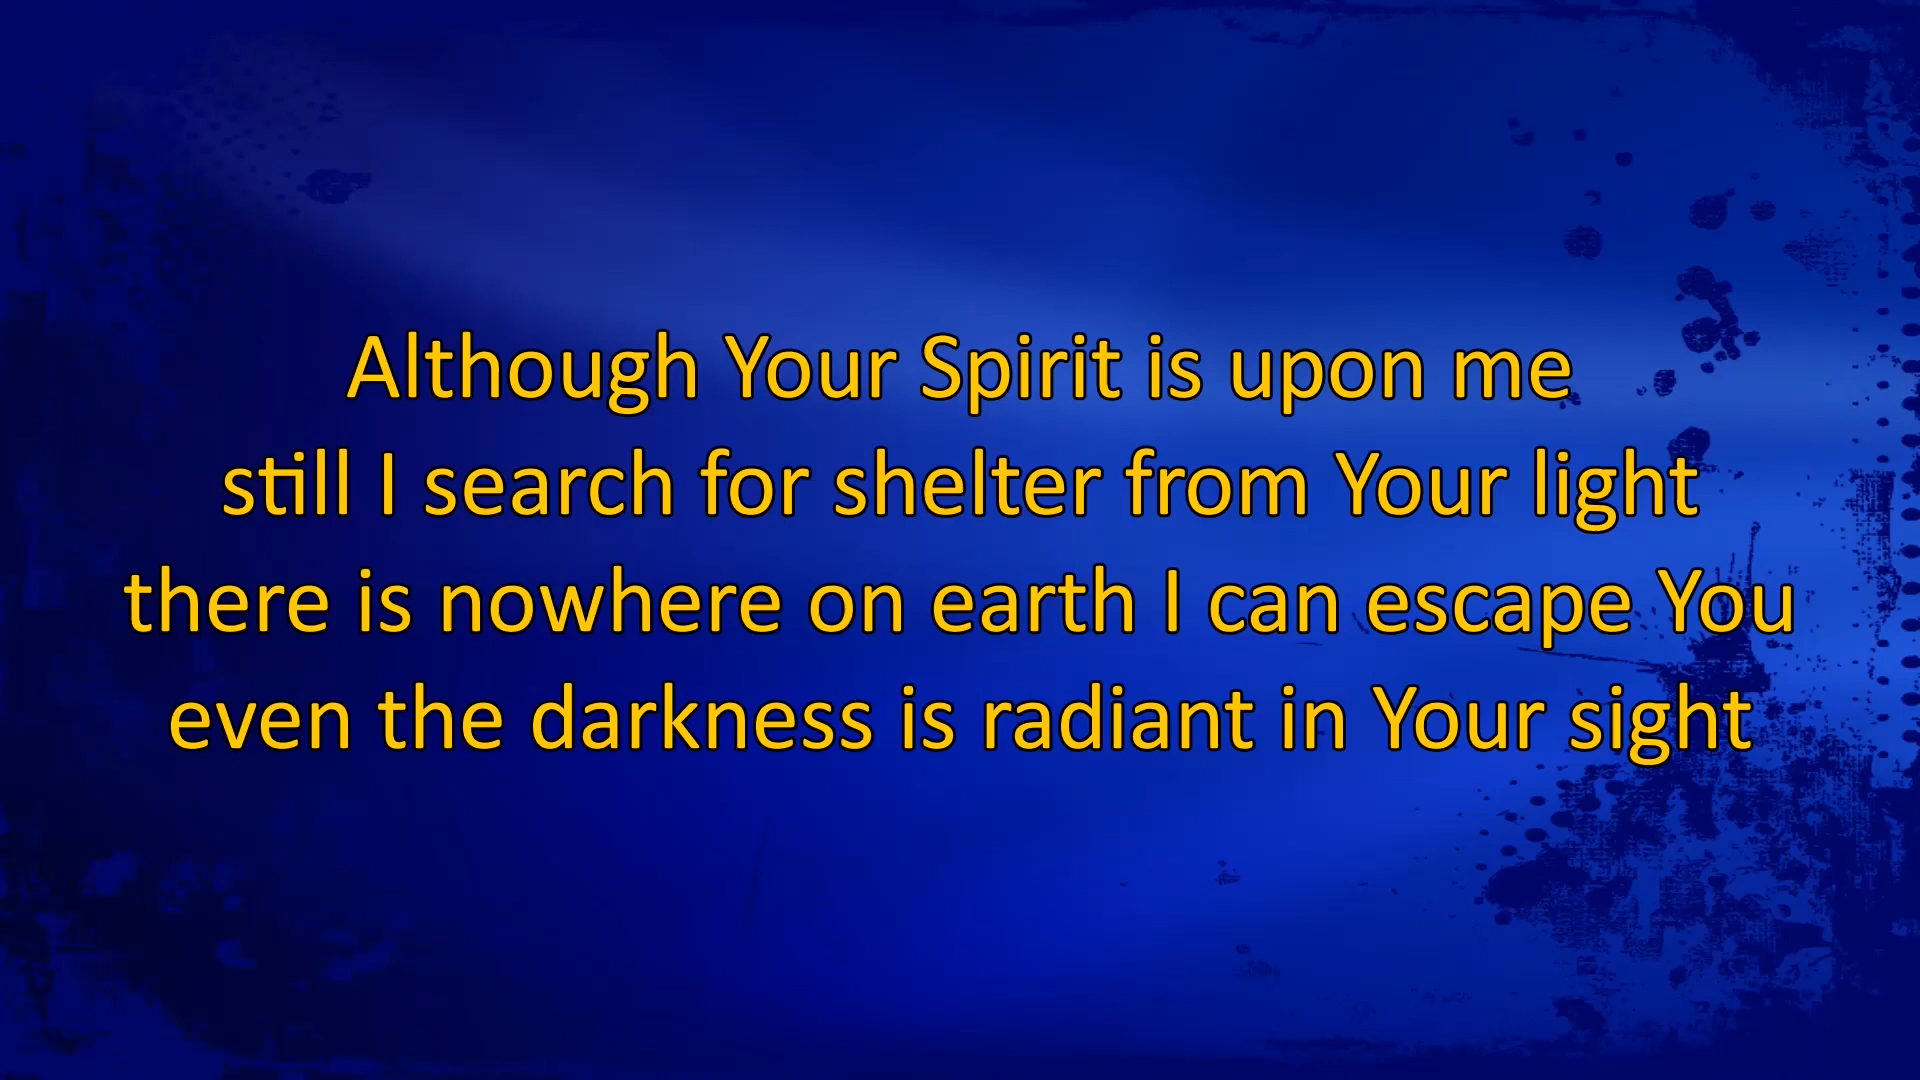 Although Your Spirit is upon me
still I search for shelter from Your light
there is nowhere on earth I can escape You
even the darkness is radiant in Your sight